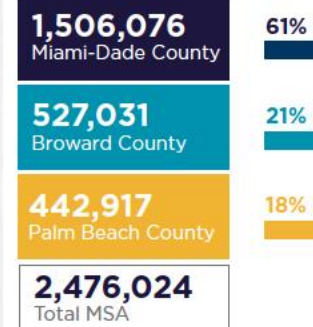 1,506,076
Miami-Dade County
61%
527,031
Broward County
21%
442,917
Palm Beach County
18%
2,476,024
Total MSA